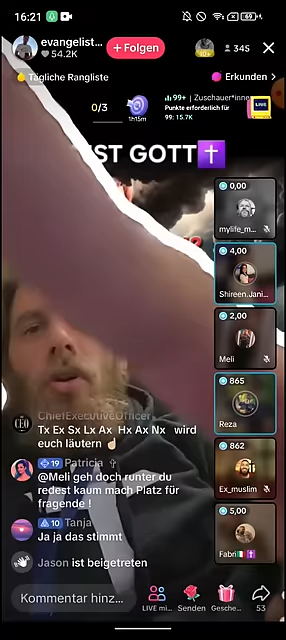 16:21
69
evangelist...
54.2K
+ Folgen
10+
345
Tägliche Rangliste
Erkunden >
0/3
1h15m
99+ | Zuschauer*innen
Punkte erforderlich für
99: 15.7K
LIVE
ST GOTT✝️
0,00
mylife_m...
4,00
Shireen.Jani...
2,00
Meli
865
Reza
862
Ex_muslim
5,00
Fabri🇮🇹✝️
CEO
ChiefExecutiveOfficer
Tx Ex Sx Lx Ax Hx Ax Nx wird
euch läutern ☝🏻
19 Patricia ✞
@Meli geh doch runter du
redest kaum mach Platz für
fragende !
10 Tanja
Ja ja das stimmt
Jason ist beigetreten
Kommentar hinz...
LIVE mi...
Senden
Gesche...
53